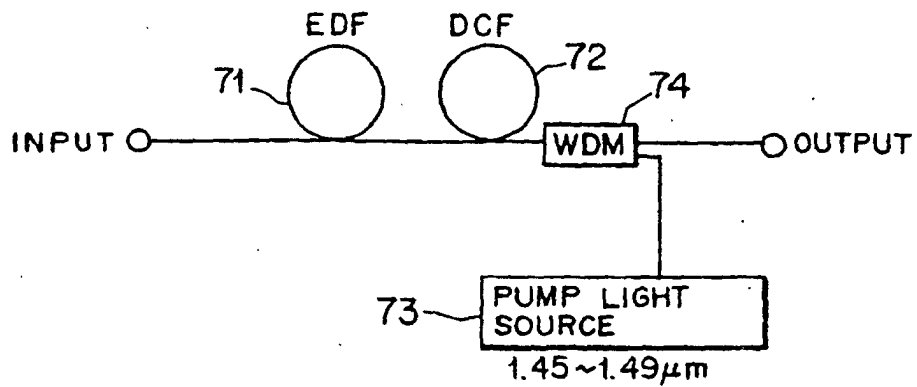 EDF
DCF
71
72
74
INPUT
WDM
OUTPUT
73
PUMP LIGHT
SOURCE
1.45~1.49μm